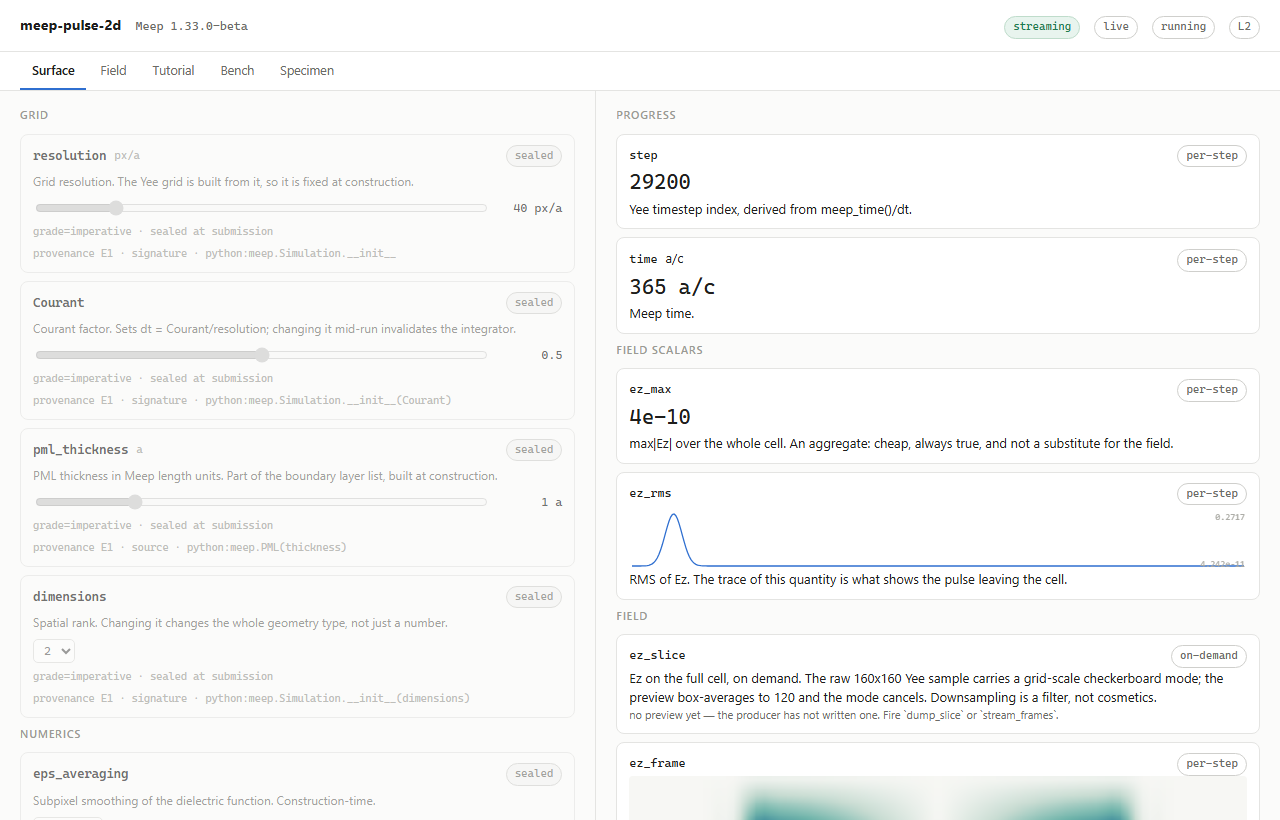 meep-pulse-2d Meep 1.33.0-beta streaming live running L2
Surface Field Tutorial Bench Specimen
GRID
resolution px/a sealed
Grid resolution. The Yee grid is built from it, so it is fixed at construction.
40 px/a
grade=imperative · sealed at submission
provenance E1 · signature · python:meep.Simulation.__init__
Courant sealed
Courant factor. Sets dt = Courant/resolution; changing it mid-run invalidates the integrator.
0.5
grade=imperative · sealed at submission
provenance E1 · signature · python:meep.Simulation.__init__(Courant)
pml_thickness a sealed
PML thickness in Meep length units. Part of the boundary layer list, built at construction.
1 a
grade=imperative · sealed at submission
provenance E1 · source · python:meep.PML(thickness)
dimensions sealed
Spatial rank. Changing it changes the whole geometry type, not just a number.
2
grade=imperative · sealed at submission
provenance E1 · signature · python:meep.Simulation.__init__(dimensions)
NUMERICS
eps_averaging sealed
Subpixel smoothing of the dielectric function. Construction-time.
PROGRESS
step per-step
29200
Yee timestep index, derived from meep_time()/dt.
time a/c per-step
365 a/c
Meep time.
FIELD SCALARS
ez_max per-step
4e-10
max|Ez| over the whole cell. An aggregate: cheap, always true, and not a substitute for the field.
ez_rms per-step
0.2717
RMS of Ez. The trace of this quantity is what shows the pulse leaving the cell.
FIELD
ez_slice on-demand
Ez on the full cell, on demand. The raw 160x160 Yee sample carries a grid-scale checkerboard mode; the
preview box-averages to 120 and the mode cancels. Downsampling is a filter, not cosmetics.
no preview yet — the producer has not written one. Fire `dump_slice` or `stream_frames`.
ez_frame per-step